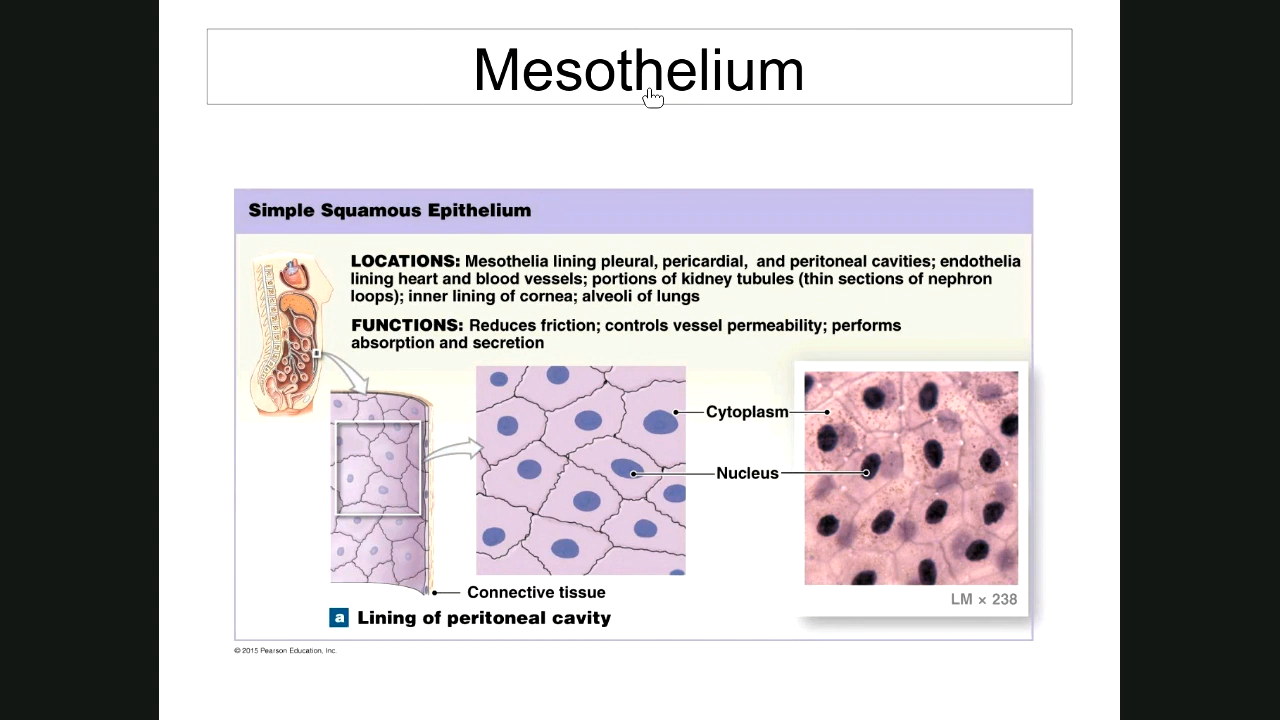 Mesothelium
Simple Squamous Epithelium
LOCATIONS: Mesothelia lining pleural, pericardial, and peritoneal cavities; endothelia
lining heart and blood vessels; portions of kidney tubules (thin sections of nephron
loops); inner lining of cornea; alveoli of lungs
FUNCTIONS: Reduces friction; controls vessel permeability; performs
absorption and secretion
Cytoplasm
Nucleus
Connective tissue
LM × 238
a Lining of peritoneal cavity
© 2015 Pearson Education, Inc.